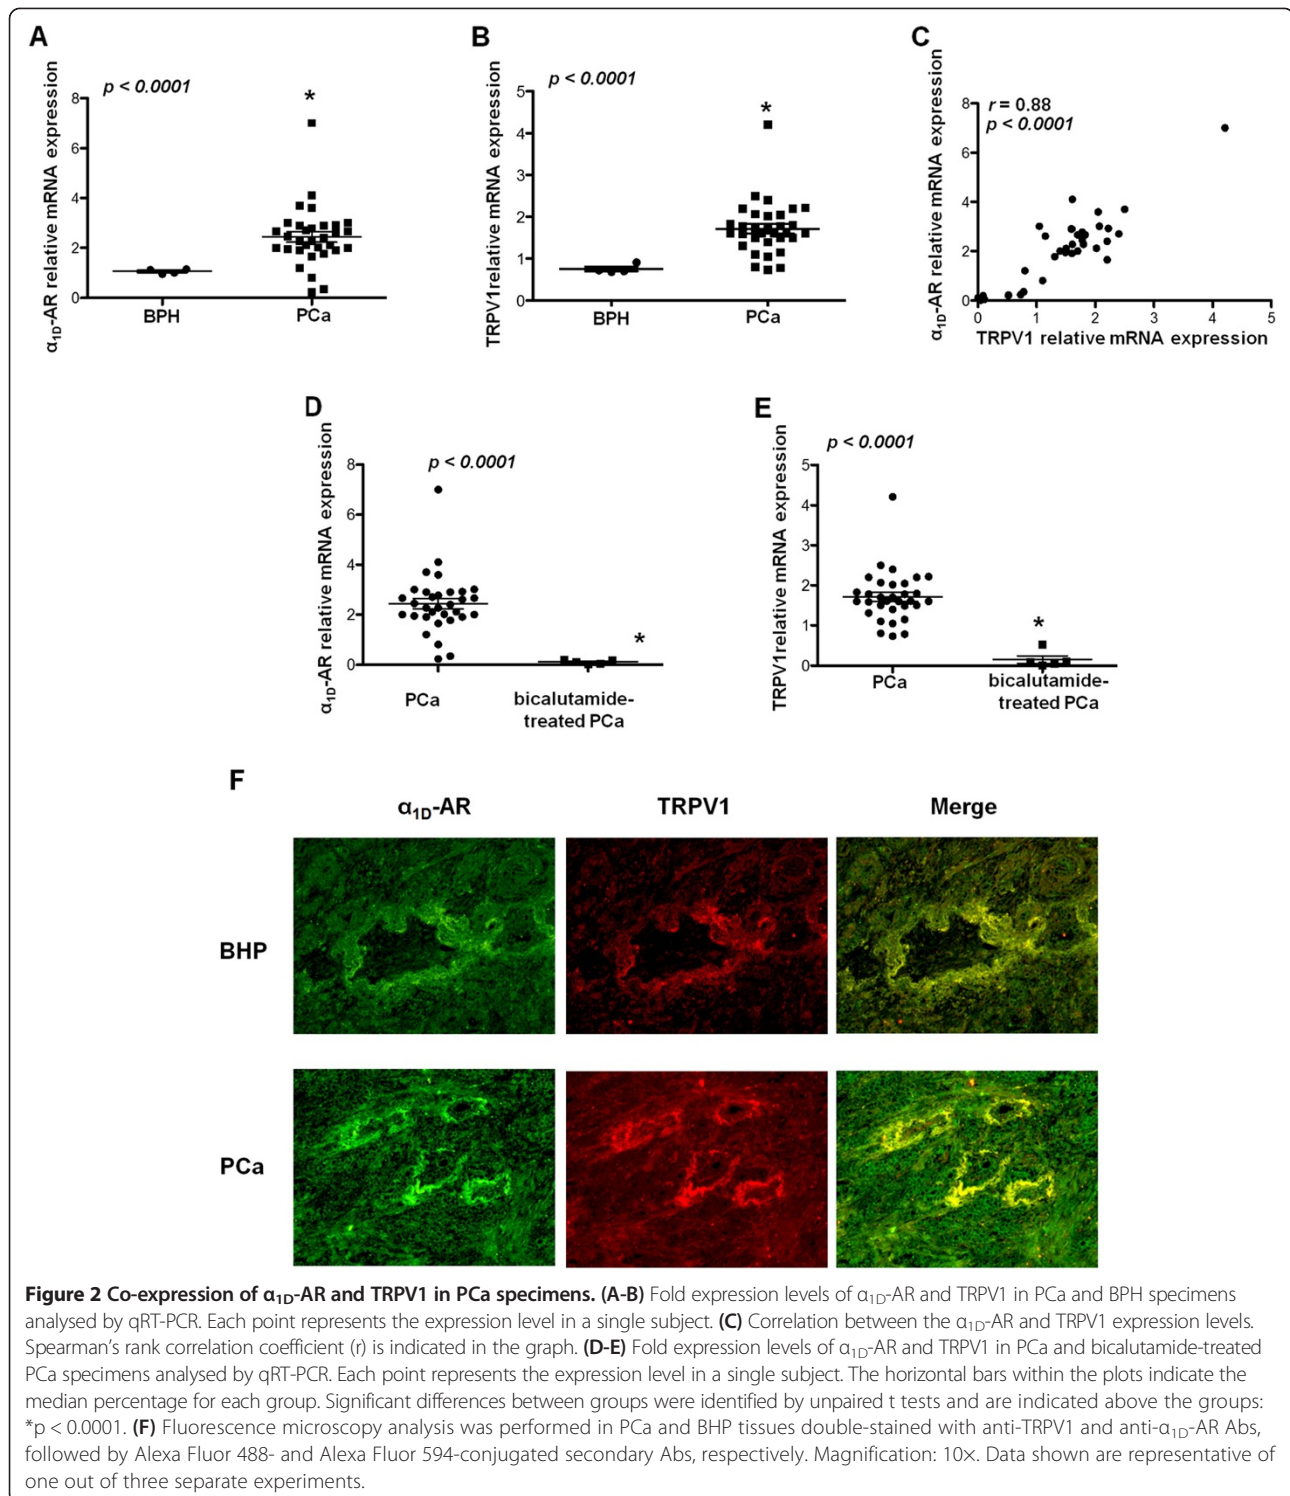 A
B
C
p < 0.0001
*
α1D-AR relative mRNA expression
8
6
4
2
0
BPH
PCa
p < 0.0001
*
TRPV1relative mRNA expression
5
4
3
2
1
0
BPH
PCa
r = 0.88
p < 0.0001
α1D-AR relative mRNA expression
8
6
4
2
0
0
1
2
3
4
5
TRPV1 relative mRNA expression
D
E
p < 0.0001
*
α1D-AR relative mRNA expression
8
6
4
2
0
PCa
bicalutamide-
treated PCa
p < 0.0001
*
TRPV1relative mRNA expression
5
4
3
2
1
0
PCa
bicalutamide-
treated PCa
F
α1D-AR
TRPV1
Merge
BHP
PCa
Figure 2 Co-expression of α1D-AR and TRPV1 in PCa specimens. (A-B) Fold expression levels of α1D-AR and TRPV1 in PCa and BPH specimens
analysed by qRT-PCR. Each point represents the expression level in a single subject. (C) Correlation between the α1D-AR and TRPV1 expression levels.
Spearman's rank correlation coefficient (r) is indicated in the graph. (D-E) Fold expression levels of α1D-AR and TRPV1 in PCa and bicalutamide-treated
PCa specimens analysed by qRT-PCR. Each point represents the expression level in a single subject. The horizontal bars within the plots indicate the
median percentage for each group. Significant differences between groups were identified by unpaired t tests and are indicated above the groups:
*p < 0.0001. (F) Fluorescence microscopy analysis was performed in PCa and BHP tissues double-stained with anti-TRPV1 and anti-α1D-AR Abs,
followed by Alexa Fluor 488- and Alexa Fluor 594-conjugated secondary Abs, respectively. Magnification: 10×. Data shown are representative of
one out of three separate experiments.